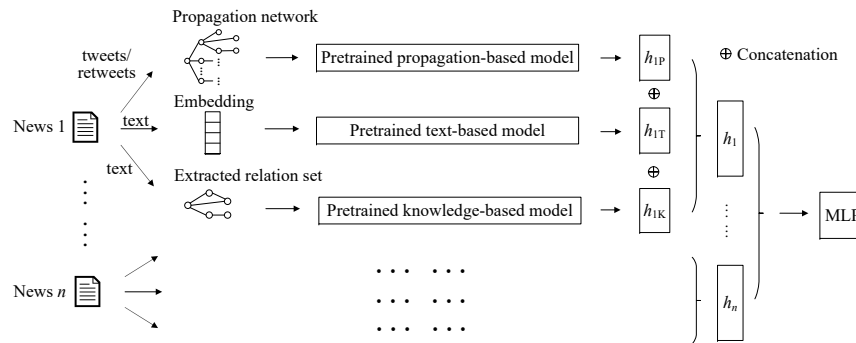 Propagation network
tweets/
retweets
Pretrained propagation-based model
h1P
⊕ Concatenation
⊕
Embedding
News 1
text
Pretrained text-based model
h1T
h1
⊕
text
Extracted relation set
Pretrained knowledge-based model
h1K
MLP
News n
hn